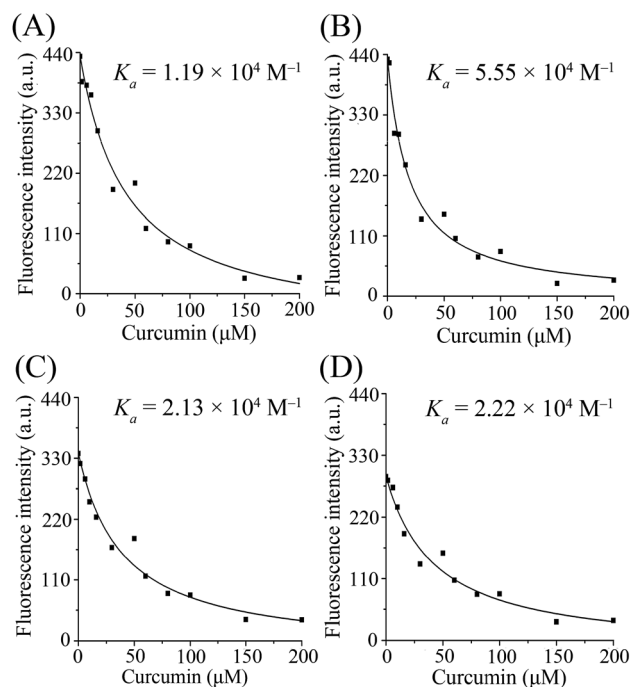 (A)
Kₐ = 1.19 × 10⁴ M⁻¹
Fluorescence intensity (a.u.)
440
330
220
110
0
0 50 100 150 200
Curcumin (μM)
(B)
Kₐ = 5.55 × 10⁴ M⁻¹
Fluorescence intensity (a.u.)
440
330
220
110
0
0 50 100 150 200
Curcumin (μM)
(C)
Kₐ = 2.13 × 10⁴ M⁻¹
Fluorescence intensity (a.u.)
440
330
220
110
0
0 50 100 150 200
Curcumin (μM)
(D)
Kₐ = 2.22 × 10⁴ M⁻¹
Fluorescence intensity (a.u.)
440
330
220
110
0
0 50 100 150 200
Curcumin (μM)